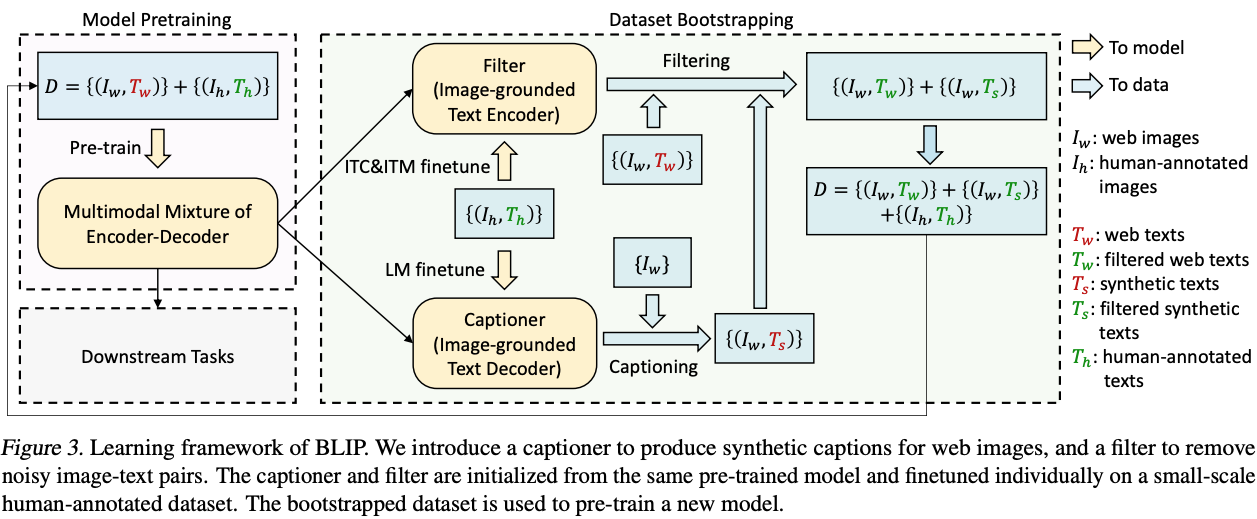 Model Pretraining
D = {(I_w, T_w)} + {(I_h, T_h)}
Pre-train
Multimodal Mixture of
Encoder-Decoder
Downstream Tasks
Dataset Bootstrapping
Filter
(Image-grounded
Text Encoder)
ITC&ITM finetune
{(I_h, T_h)}
LM finetune
Captioner
(Image-grounded
Text Decoder)
Filtering
{(I_w, T_w)}
{I_w}
Captioning
{(I_w, T_s)}
{(I_w, T_w)} + {(I_w, T_s)}
D = {(I_w, T_w)} + {(I_w, T_s)}
+{(I_h, T_h)}
To model
To data
I_w: web images
I_h: human-annotated
images
T_w: web texts
T_w: filtered web texts
T_s: synthetic texts
T_s: filtered synthetic
texts
T_h: human-annotated
texts
Figure 3. Learning framework of BLIP. We introduce a captioner to produce synthetic captions for web images, and a filter to remove
noisy image-text pairs. The captioner and filter are initialized from the same pre-trained model and finetuned individually on a small-scale
human-annotated dataset. The bootstrapped dataset is used to pre-train a new model.